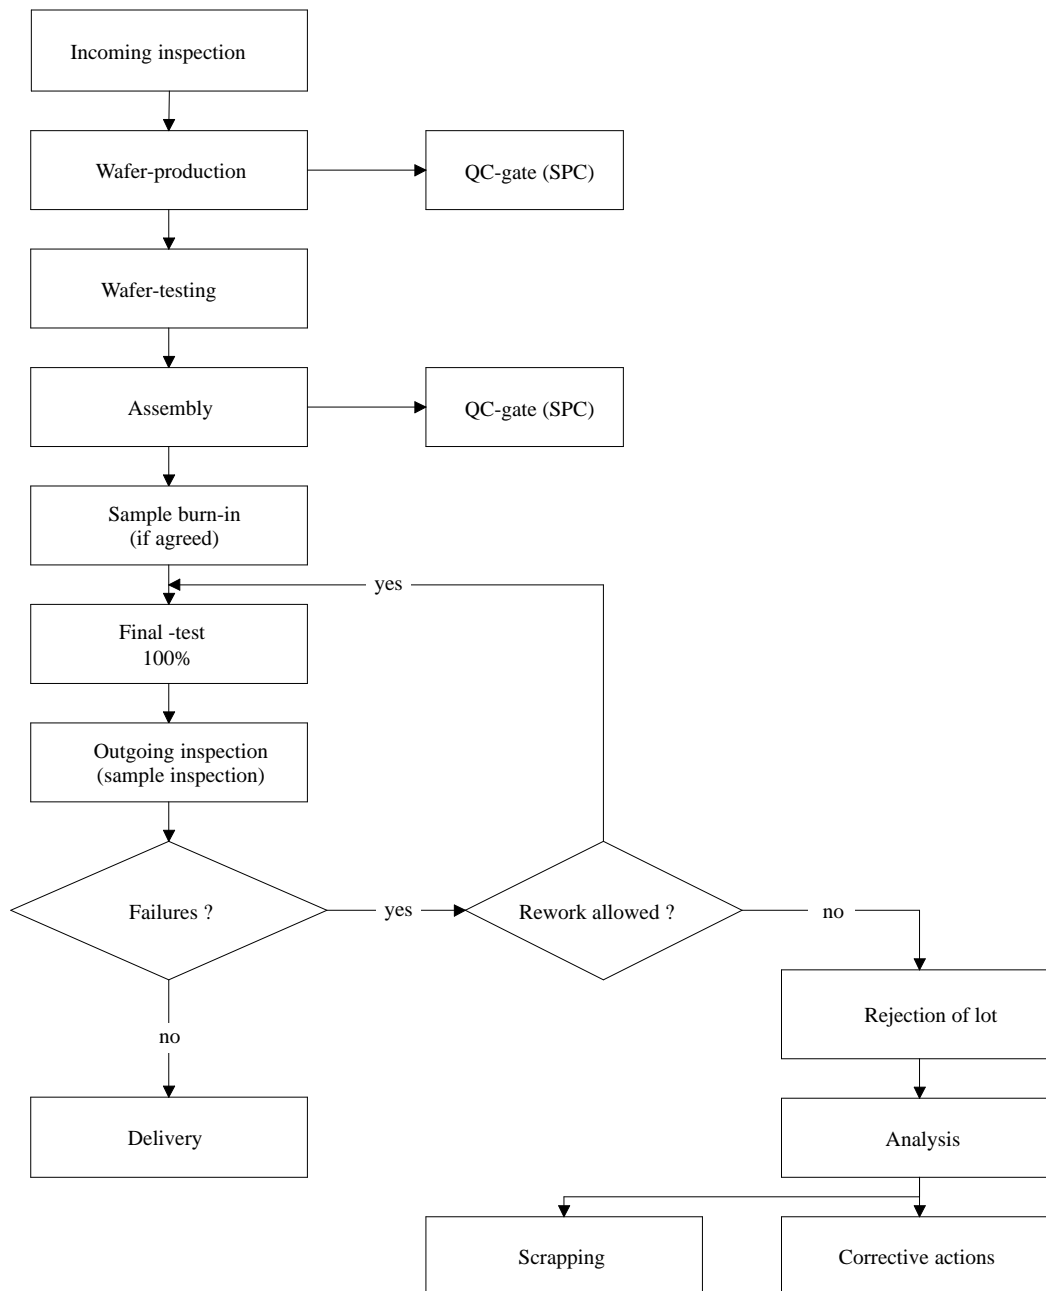 Incoming inspection
Wafer-production
QC-gate (SPC)
Wafer-testing
Assembly
QC-gate (SPC)
Sample burn-in
(if agreed)
yes
Final -test
100%
Outgoing inspection
(sample inspection)
Failures ?
yes
Rework allowed ?
no
Rejection of lot
no
Delivery
Analysis
Scrapping
Corrective actions